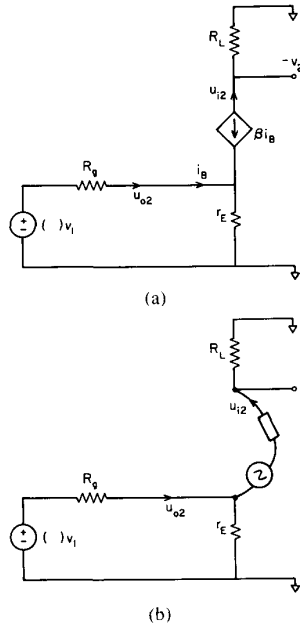 R_L
-v_2
u_i2
βi_B
R_g
i_B
u_o2
r_E
( )v_1
(a)
R_L
u_i2
2
R_g
u_o2
r_E
( )v_1
(b)